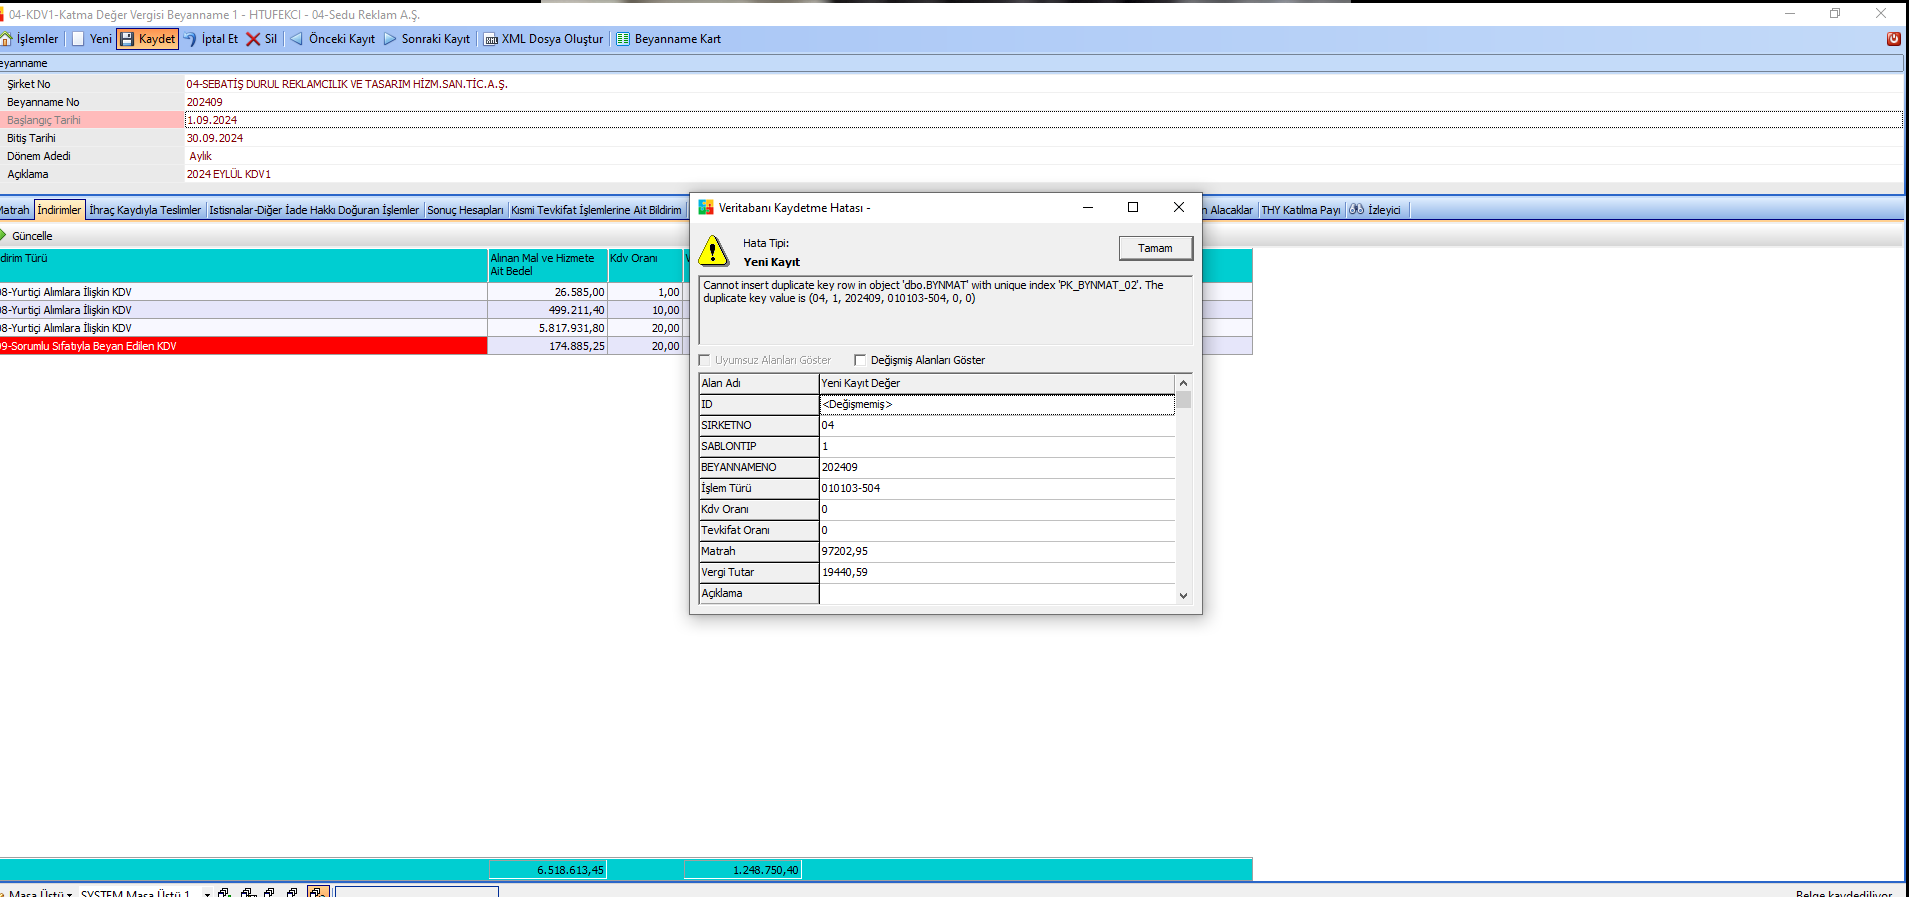 04-KDV1-Katma Değer Vergisi Beyanname 1 - HTUFEKCI - 04-Sedu Reklam A.Ş.
İşlemler Yeni Kaydet İptal Et Sil Önceki Kayıt Sonraki Kayıt XML Dosya Oluştur Beyanname Kart
eyanname
Şirket No 04-SEBATİŞ DURUL REKLAMCILIK VE TASARIM HİZM.SAN.TİC.A.Ş.
Beyanname No 202409
Başlangıç Tarihi 1.09.2024
Bitiş Tarihi 30.09.2024
Dönem Adedi Aylık
Açıklama 2024 EYLÜL KDV1
Matrah İndirimler İhraç Kaydıyla Teslimler Istisnalar-Diğer İade Hakkı Doğuran İşlemler Sonuç Hesapları Kısmi Tevkifat İşlemlerine Ait Bildirim n Alacaklar THY Katılma Payı İzleyici
Güncelle
dirim Türü Alınan Mal ve Hizmete Kdv Oranı V
Ait Bedel
08-Yurtiçi Alımlara İlişkin KDV 26.585,00 1,00
08-Yurtiçi Alımlara İlişkin KDV 499.211,40 10,00
08-Yurtiçi Alımlara İlişkin KDV 5.817.931,80 20,00
09-Sorumlu Sıfatıyla Beyan Edilen KDV 174.885,25 20,00
6.518.613,45 1.248.750,40
Veritabanı Kaydetme Hatası -
Hata Tipi:
Yeni Kayıt
Tamam
Cannot insert duplicate key row in object 'dbo.BYNMAT' with unique index 'PK_BYNMAT_02'. The
duplicate key value is (04, 1, 202409, 010103-504, 0, 0)
Uyumsuz Alanları Göster Değişmiş Alanları Göster
Alan Adı Yeni Kayıt Değer
ID <Değişmemiş>
SIRKETNO 04
SABLONTIP 1
BEYANNAMENO 202409
İşlem Türü 010103-504
Kdv Oranı 0
Tevkifat Oranı 0
Matrah 97202,95
Vergi Tutar 19440,59
Açıklama
Masa Üstü SYSTEM Masa Üstü 1 Belge kaydediliyor